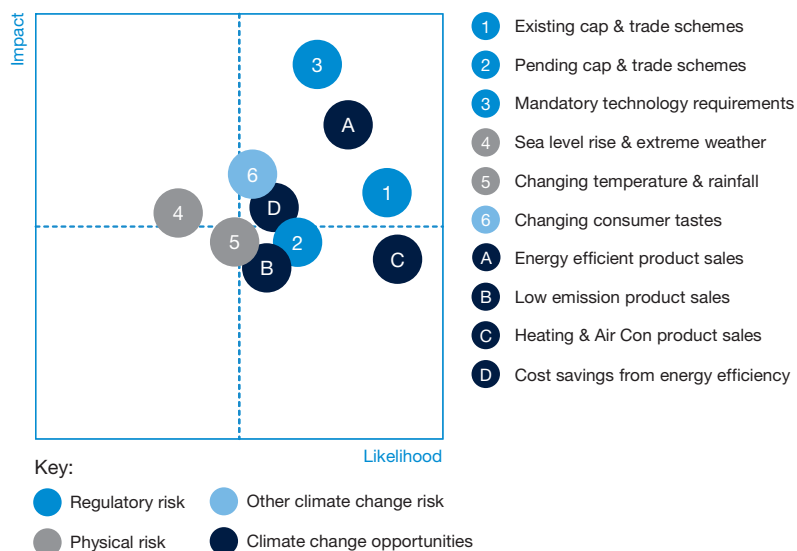 Impact
3
A
6
1
D
4
5
2
B
C
Likelihood
1 Existing cap & trade schemes
2 Pending cap & trade schemes
3 Mandatory technology requirements
4 Sea level rise & extreme weather
5 Changing temperature & rainfall
6 Changing consumer tastes
A Energy efficient product sales
B Low emission product sales
C Heating & Air Con product sales
D Cost savings from energy efficiency
Key:
Regulatory risk
Other climate change risk
Physical risk
Climate change opportunities